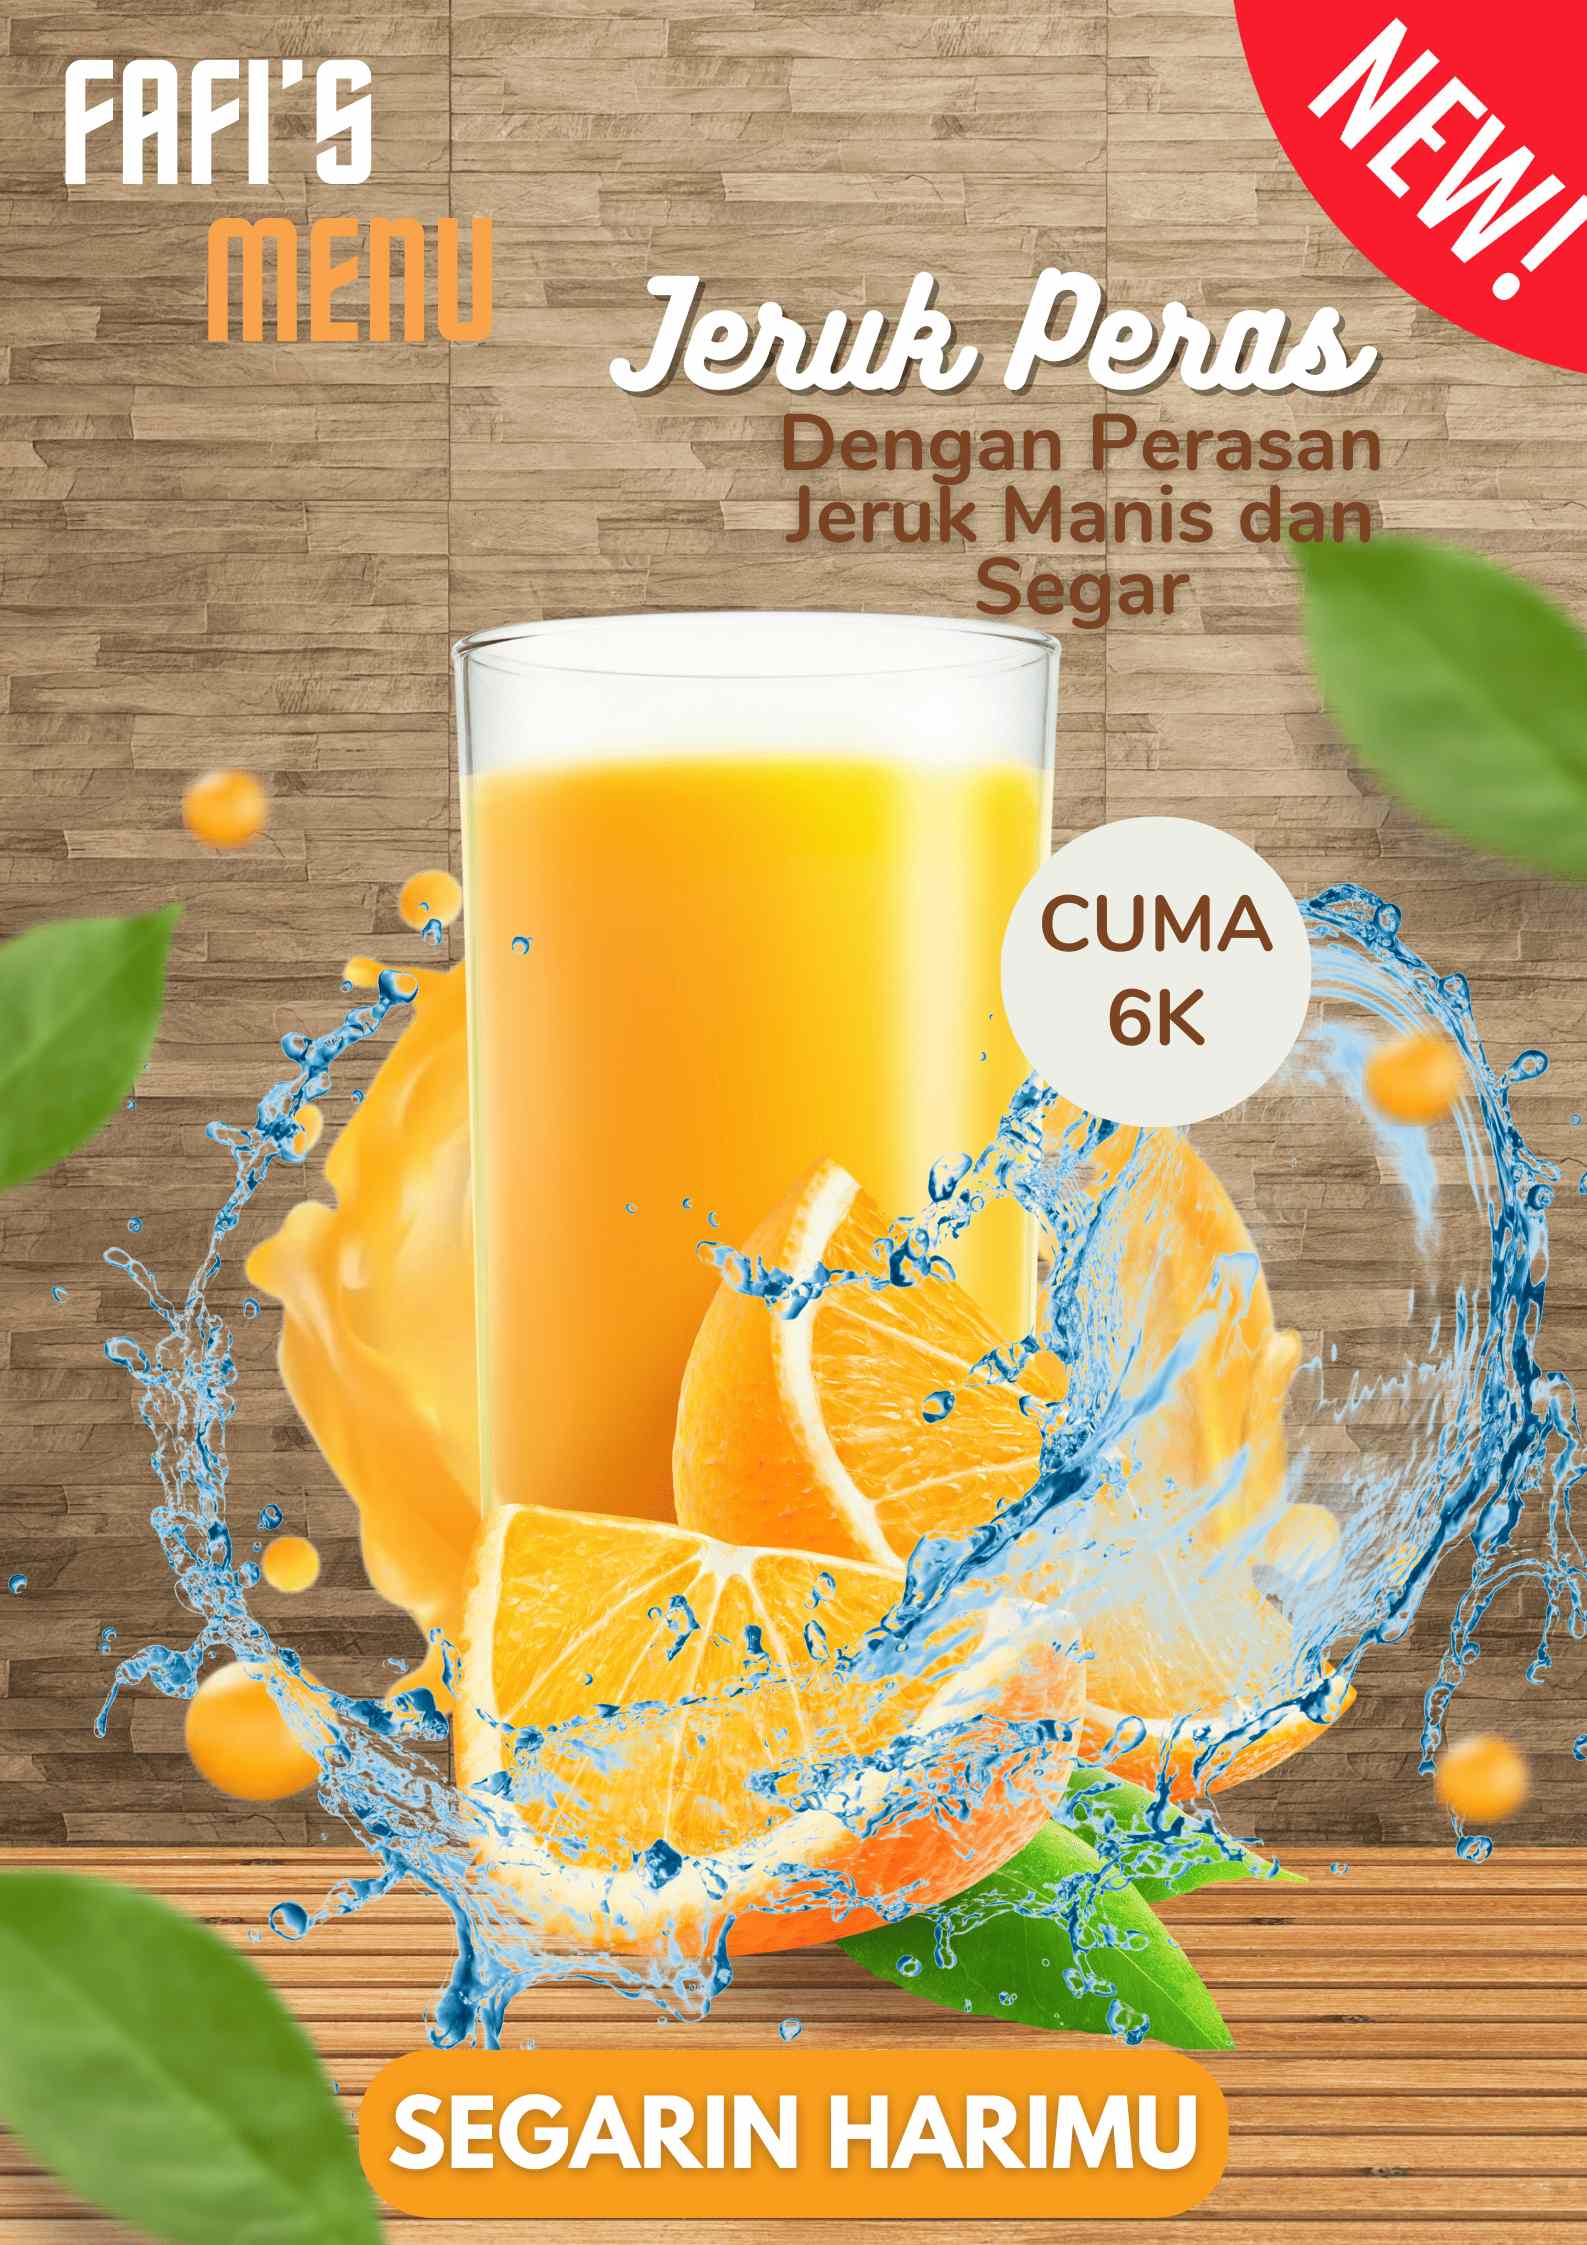 FAFI'S
MENU
NEW!
Jeruk Peras
Dengan Perasan
Jeruk Manis dan
Segar
CUMA
6K
SEGARIN HARIMU